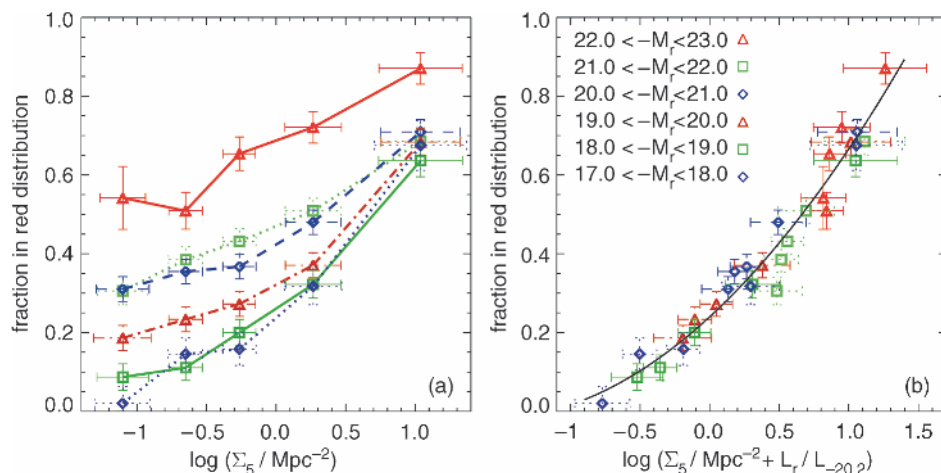 fraction in red distribution
1.0
0.8
0.6
0.4
0.2
0.0
−1.0
−0.5
0.0
0.5
1.0
log (Σ₅ / Mpc⁻²)
(a)
fraction in red distribution
1.0
0.8
0.6
0.4
0.2
0.0
22.0 <−Mᵣ<23.0
21.0 <−Mᵣ<22.0
20.0 <−Mᵣ<21.0
19.0 <−Mᵣ<20.0
18.0 <−Mᵣ<19.0
17.0 <−Mᵣ<18.0
−1
−0.5
0.0
0.5
1.0
1.5
log (Σ₅ / Mpc⁻² + Lᵣ / L₋₂₀.₂)
(b)